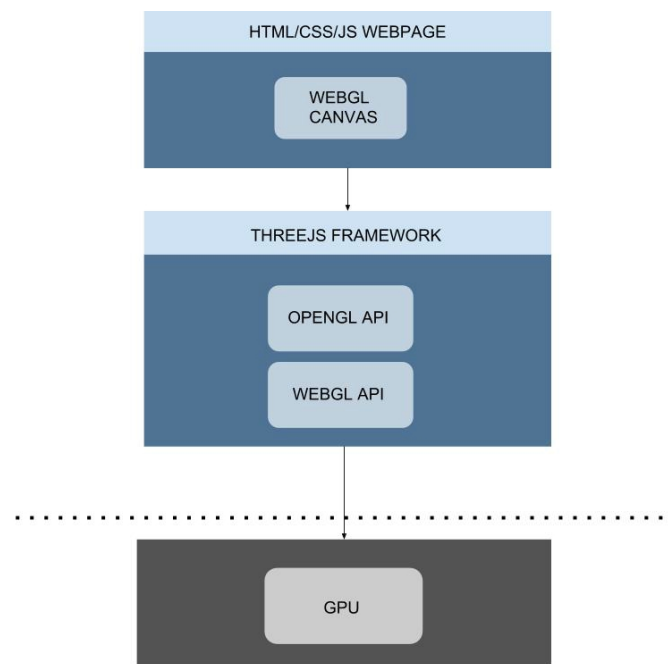 HTML/CSS/JS WEBPAGE
WEBGL
CANVAS
THREEJS FRAMEWORK
OPENGL API
WEBGL API
GPU